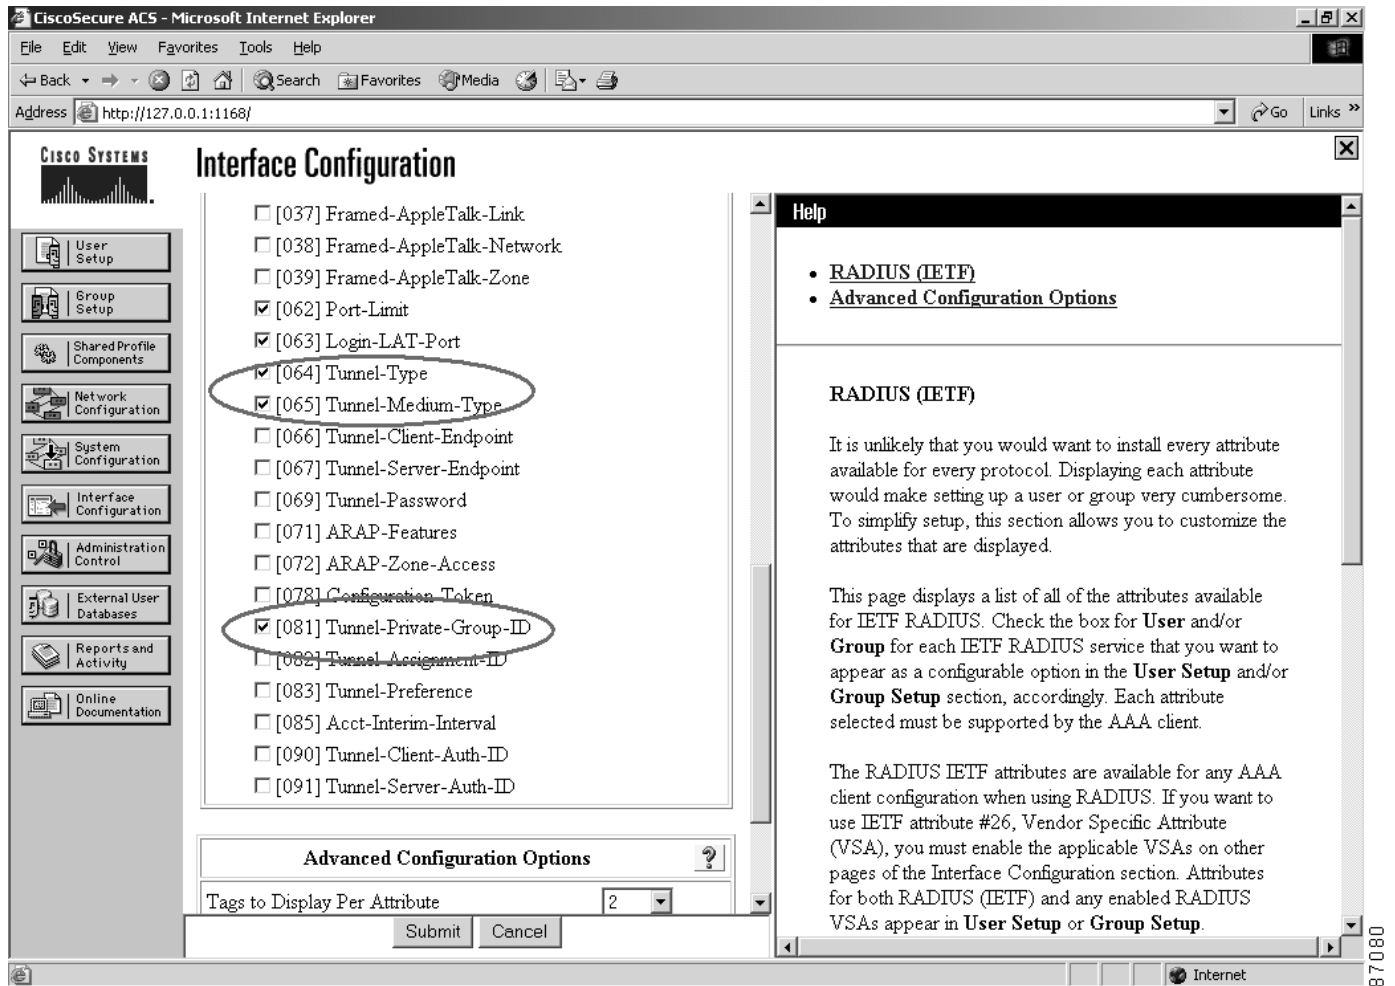 CiscoSecure ACS - Microsoft Internet Explorer
File Edit View Favorites Tools Help
Back Search Favorites Media
Address http://127.0.0.1:1168/ Go Links »
CISCO SYSTEMS
Interface Configuration
User
Setup
Group
Setup
Shared Profile
Components
Network
Configuration
System
Configuration
Interface
Configuration
Administration
Control
External User
Databases
Reports and
Activity
Online
Documentation
[037] Framed-AppleTalk-Link
[038] Framed-AppleTalk-Network
[039] Framed-AppleTalk-Zone
[062] Port-Limit
[063] Login-LAT-Port
[064] Tunnel-Type
[065] Tunnel-Medium-Type
[066] Tunnel-Client-Endpoint
[067] Tunnel-Server-Endpoint
[069] Tunnel-Password
[071] ARAP-Features
[072] ARAP-Zone-Access
[078] Configuration-Token
[081] Tunnel-Private-Group-ID
[082] Tunnel-Assignment-ID
[083] Tunnel-Preference
[085] Acct-Interim-Interval
[090] Tunnel-Client-Auth-ID
[091] Tunnel-Server-Auth-ID
Advanced Configuration Options ?
Tags to Display Per Attribute 2
Submit Cancel
Help
• RADIUS (IETF)
• Advanced Configuration Options
RADIUS (IETF)
It is unlikely that you would want to install every attribute
available for every protocol. Displaying each attribute
would make setting up a user or group very cumbersome.
To simplify setup, this section allows you to customize the
attributes that are displayed.
This page displays a list of all of the attributes available
for IETF RADIUS. Check the box for User and/or
Group for each IETF RADIUS service that you want to
appear as a configurable option in the User Setup and/or
Group Setup section, accordingly. Each attribute
selected must be supported by the AAA client.
The RADIUS IETF attributes are available for any AAA
client configuration when using RADIUS. If you want to
use IETF attribute #26, Vendor Specific Attribute
(VSA), you must enable the applicable VSAs on other
pages of the Interface Configuration section. Attributes
for both RADIUS (IETF) and any enabled RADIUS
VSAs appear in User Setup or Group Setup.
Internet
87080